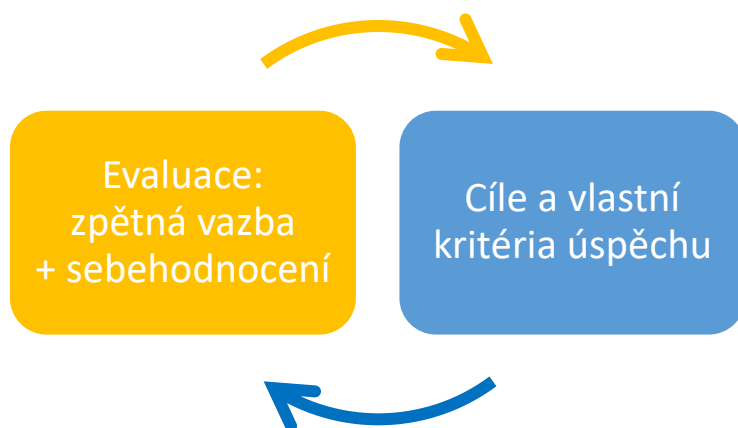 Evaluace:
zpětná vazba
+ sebehodnocení
Cíle a vlastní
kritéria úspěchu